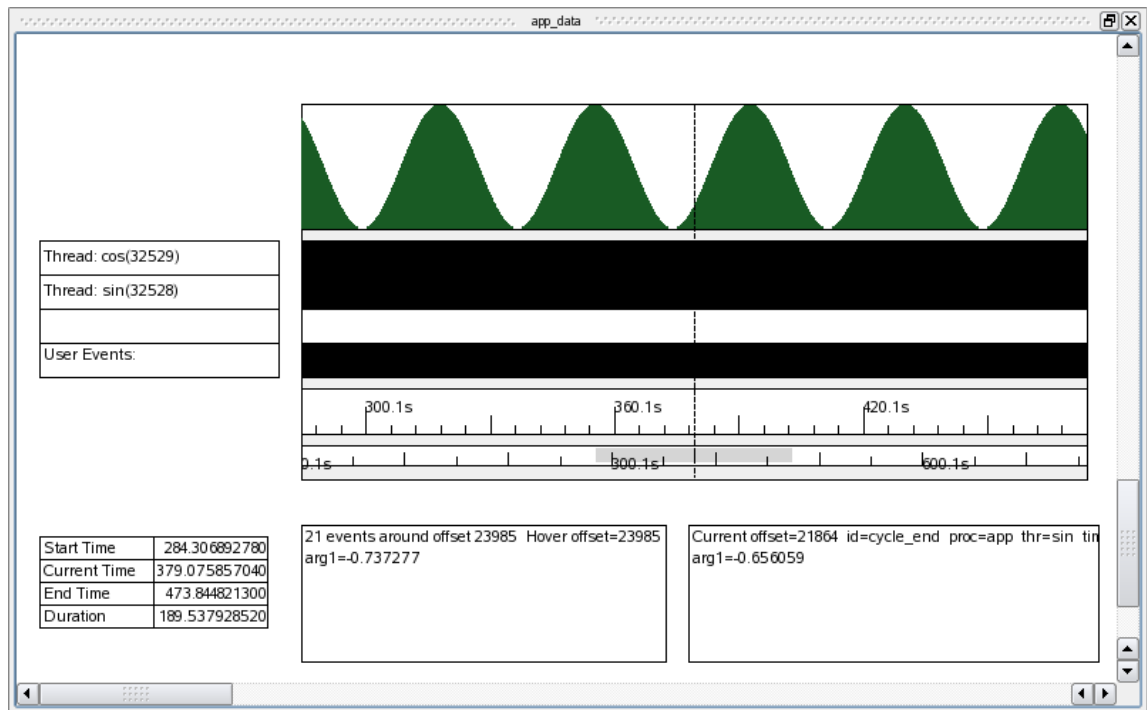 app_data
Thread: cos(32529)
Thread: sin(32528)
User Events:
300.1s 360.1s 420.1s
0.1s 300.1s 600.1s
Start Time 284.306892780
Current Time 379.075857040
End Time 473.844821300
Duration 189.537928520
21 events around offset 23985 Hover offset=23985
arg1=-0.737277
Current offset=21864 id=cycle_end proc=app thr=sin
arg1=-0.656059